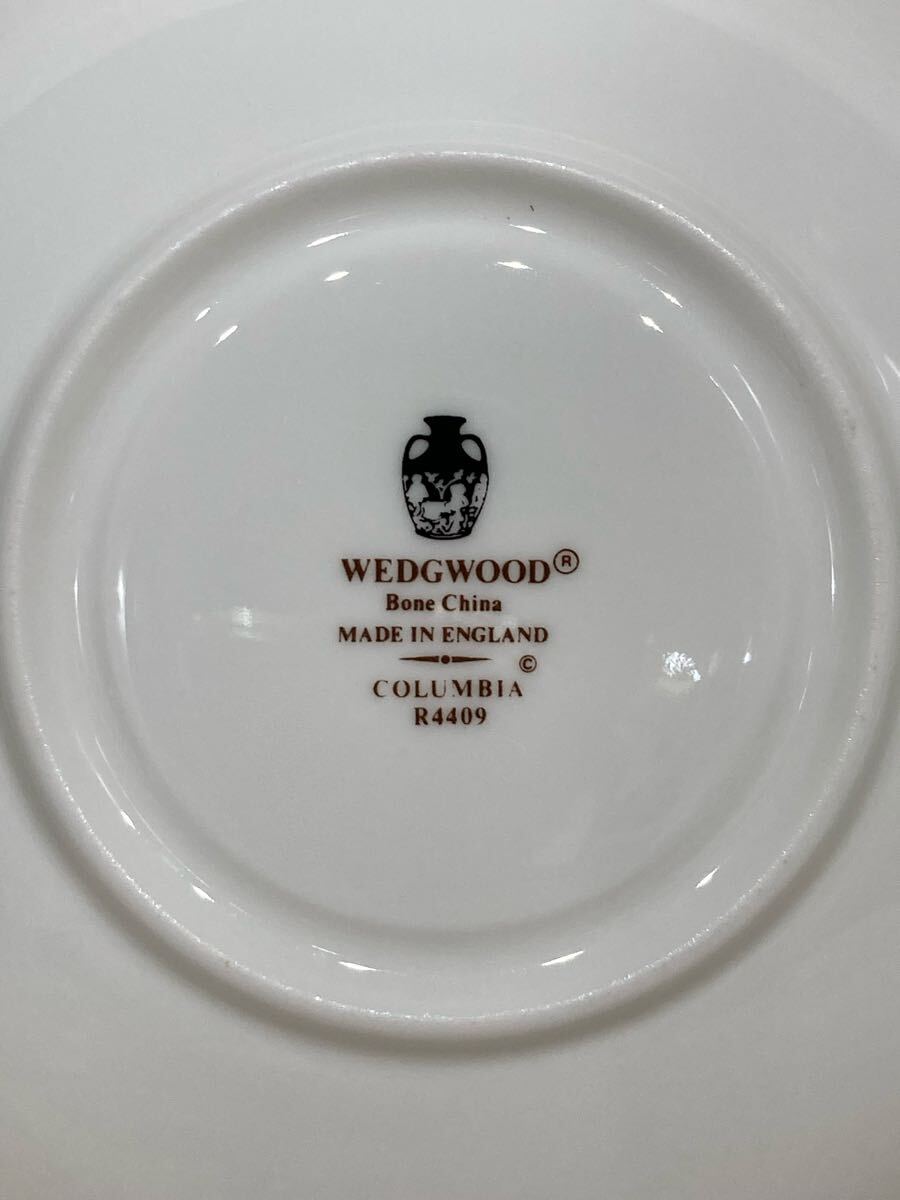 WEDGWOOD®
Bone China
MADE IN ENGLAND
©
COLUMBIA
R4409